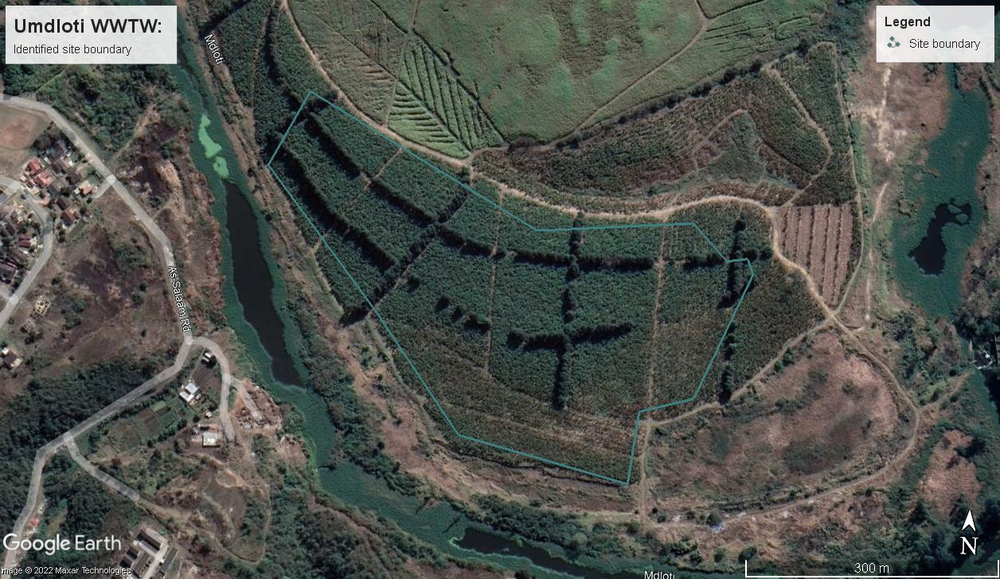 Umdloti WWTW:
Identified site boundary
Legend
Site boundary
Mdloti
As-Salaam Rd
Google Earth
Image © 2022 Maxar Technologies
Mdloti
300 m
N